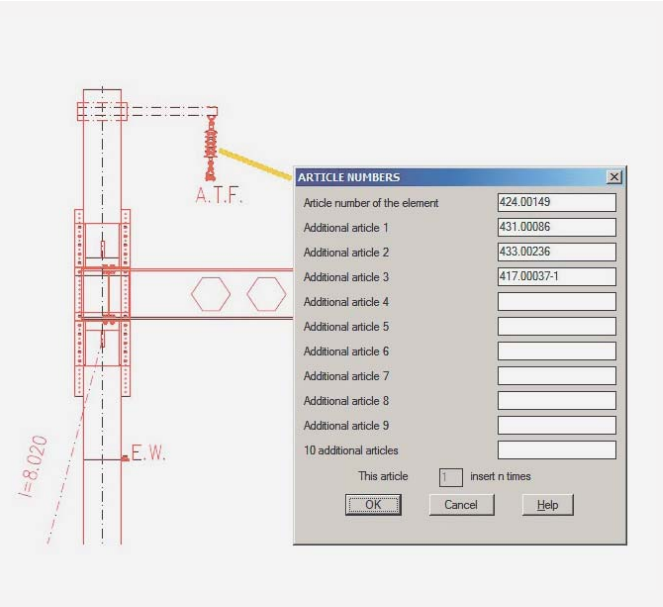 A.T.F.
E.W.
l=8.020
ARTICLE NUMBERS
Article number of the element 424.00149
Additional article 1 431.00086
Additional article 2 433.00236
Additional article 3 417.00037-1
Additional article 4
Additional article 5
Additional article 6
Additional article 7
Additional article 8
Additional article 9
10 additional articles
This article 1 insert n times
OK Cancel Help